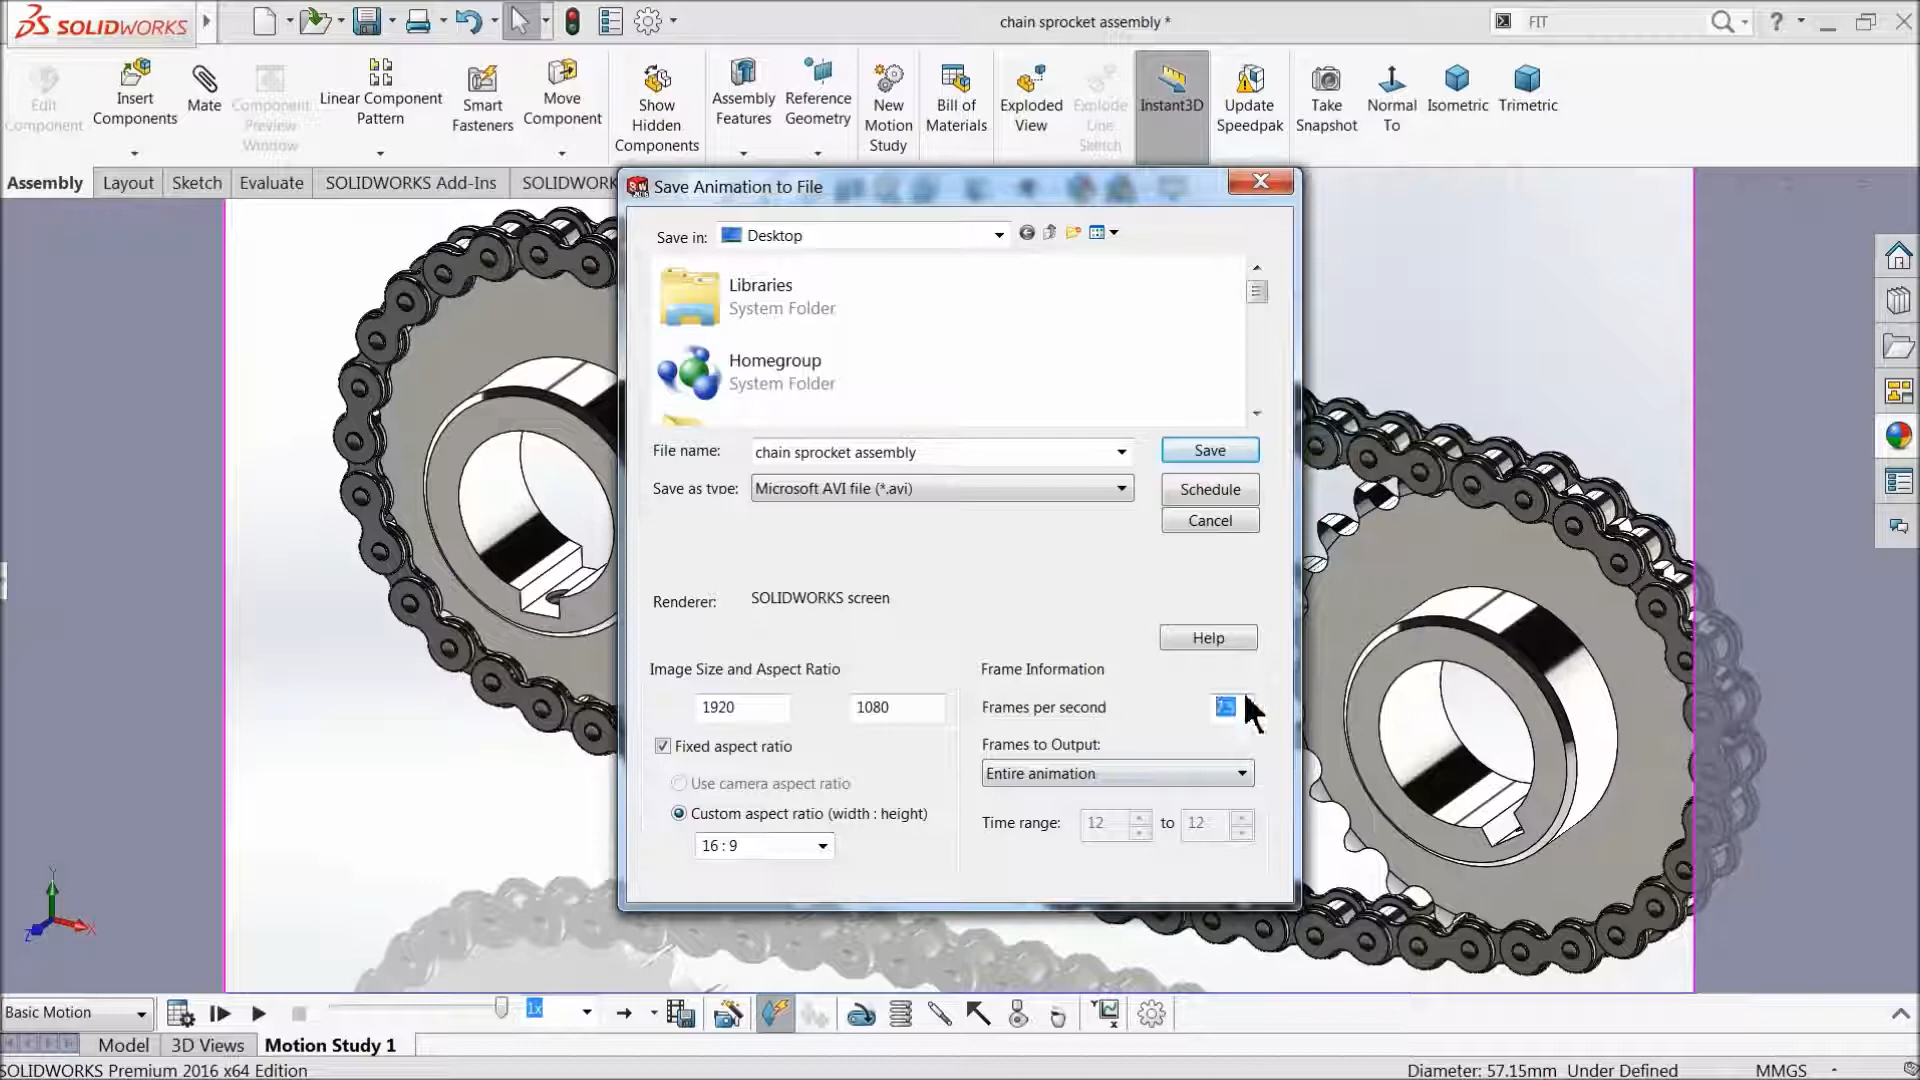 SOLIDWORKS
chain sprocket assembly *
FIT
?
Edit Component
Insert Components
Mate
Component Preview Window
Linear Component Pattern
Smart Fasteners
Move Component
Show Hidden Components
Assembly Features
Reference Geometry
New Motion Study
Bill of Materials
Exploded View
Explode Line Sketch
Instant3D
Update Speedpak
Take Snapshot
Normal To
Isometric
Trimetric
Assembly
Layout
Sketch
Evaluate
SOLIDWORKS Add-Ins
SOLIDWORK
Save Animation to File
Save in:
Desktop
Libraries
System Folder
Homegroup
System Folder
File name:
chain sprocket assembly
Save
Save as type:
Microsoft AVI file (*.avi)
Schedule
Cancel
Renderer:
SOLIDWORKS screen
Help
Image Size and Aspect Ratio
Frame Information
1920
1080
Frames per second
Fixed aspect ratio
Frames to Output:
Entire animation
Use camera aspect ratio
Custom aspect ratio (width : height)
Time range:
12
to
12
16 : 9
Y
X
Z
Basic Motion
1x
Model
3D Views
Motion Study 1
SOLIDWORKS Premium 2016 x64 Edition
Diameter: 57.15mm
Under Defined
MMGS